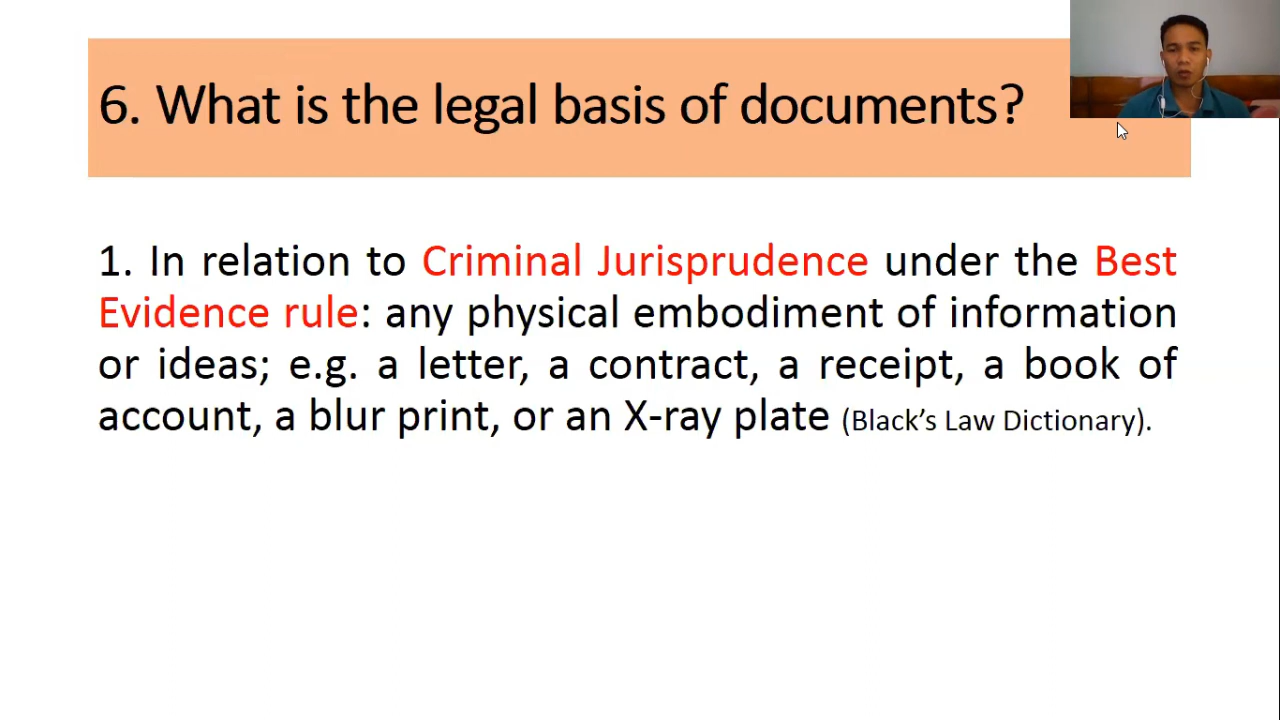 6. What is the legal basis of documents?
1. In relation to Criminal Jurisprudence under the Best
Evidence rule: any physical embodiment of information
or ideas; e.g. a letter, a contract, a receipt, a book of
account, a blur print, or an X-ray plate (Black’s Law Dictionary).